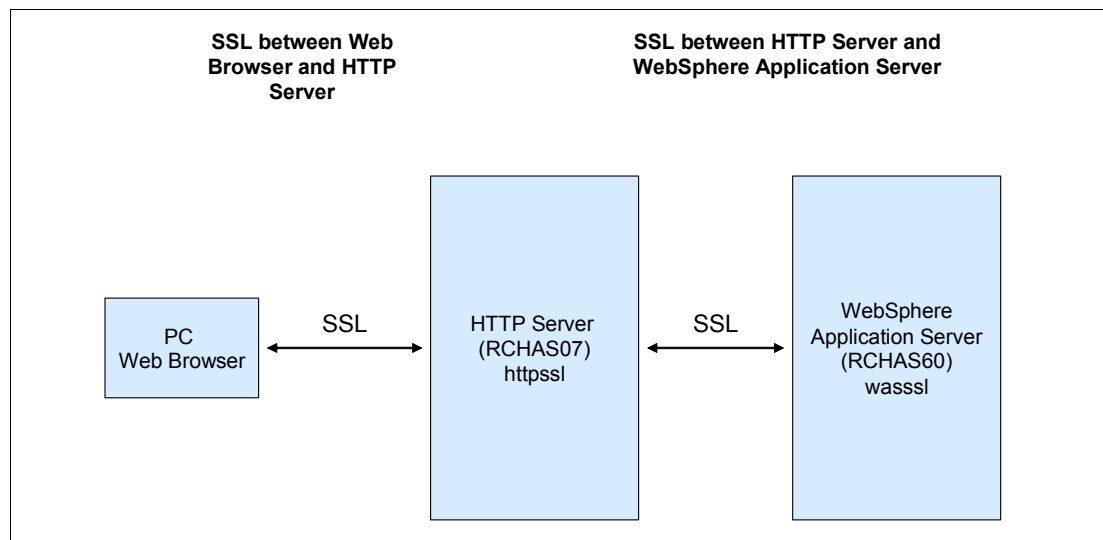 SSL between Web
Browser and HTTP
Server
SSL between HTTP Server and
WebSphere Application Server
PC
Web Browser
SSL
HTTP Server
(RCHAS07)
httpssl
SSL
WebSphere
Application Server
(RCHAS60)
wasssl